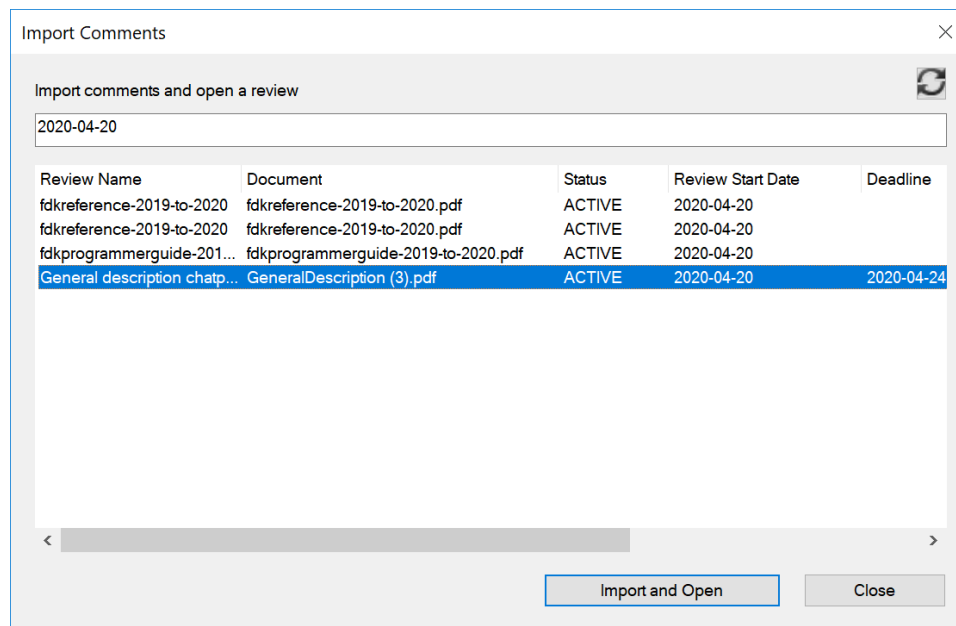 Import Comments
Import comments and open a review
2020-04-20
Review Name Document Status Review Start Date Deadline
fdkreference-2019-to-2020 fdkreference-2019-to-2020.pdf ACTIVE 2020-04-20
fdkreference-2019-to-2020 fdkreference-2019-to-2020.pdf ACTIVE 2020-04-20
fdkprogrammerguide-201... fdkprogrammerguide-2019-to-2020.pdf ACTIVE 2020-04-20
General description chatp... GeneralDescription (3).pdf ACTIVE 2020-04-20 2020-04-24
Import and Open Close